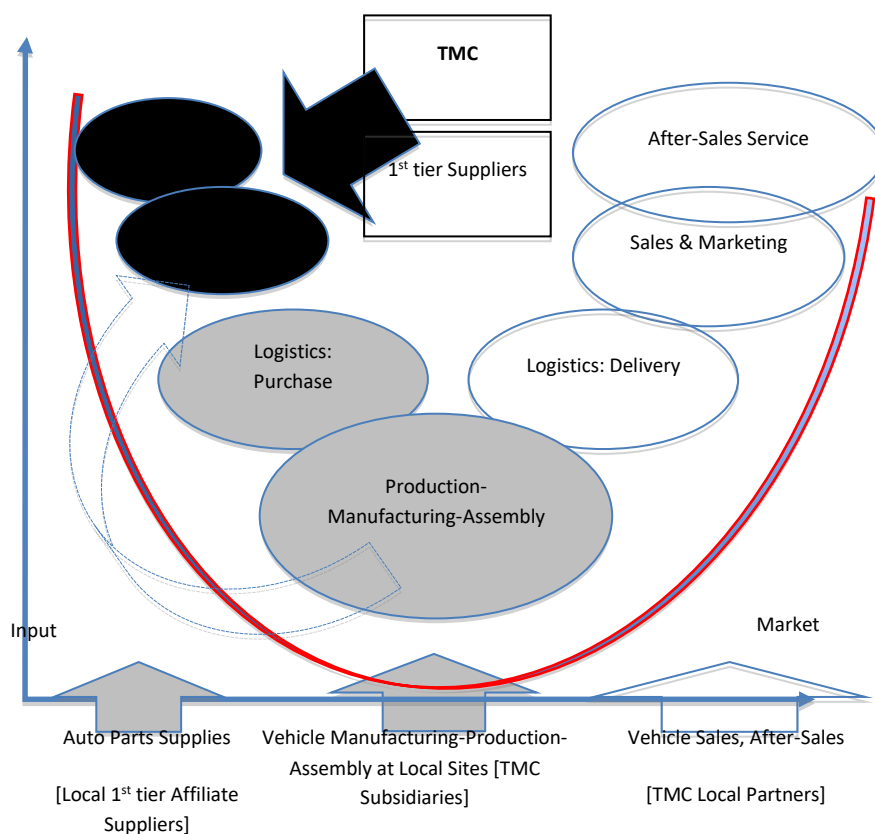 TMC
1st tier Suppliers
After-Sales Service
Sales & Marketing
Logistics:
Purchase
Logistics: Delivery
Production-
Manufacturing-Assembly
Input
Market
Auto Parts Supplies
[Local 1st tier Affiliate
Suppliers]
Vehicle Manufacturing-Production-
Assembly at Local Sites [TMC
Subsidiaries]
Vehicle Sales, After-Sales
[TMC Local Partners]